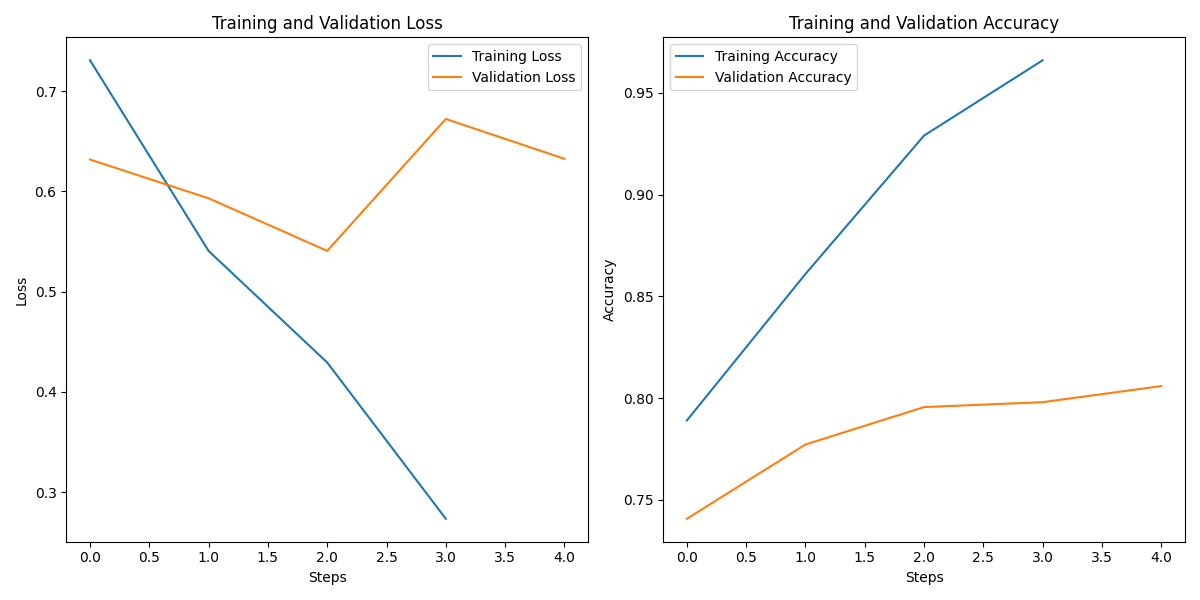 Training and Validation Loss
Training Loss
Validation Loss
0.7
0.6
0.5
0.4
0.3
Loss
0.0 0.5 1.0 1.5 2.0 2.5 3.0 3.5 4.0
Steps
Training and Validation Accuracy
Training Accuracy
Validation Accuracy
0.95
0.90
0.85
0.80
0.75
Accuracy
0.0 0.5 1.0 1.5 2.0 2.5 3.0 3.5 4.0
Steps